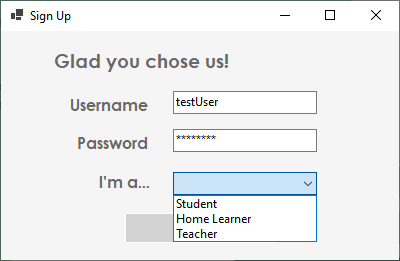 Sign Up
Glad you chose us!
Username testUser
Password ********
I'm a...
Student
Home Learner
Teacher